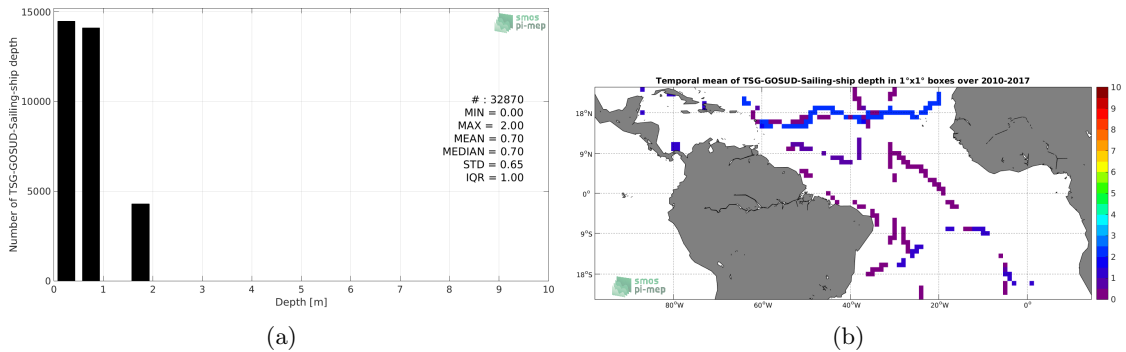 15000
10000
5000
0
Number of TSG-GOSUD-Sailing-ship depth
smos
pi-mep
# : 32870
MIN = 0.00
MAX = 2.00
MEAN = 0.70
MEDIAN = 0.70
STD = 0.65
IQR = 1.00
0 1 2 3 4 5 6 7 8 9 10
Depth [m]
(a)
Temporal mean of TSG-GOSUD-Sailing-ship depth in 1°x1° boxes over 2010-2017
18°N
9°N
0°
9°S
18°S
80°W 60°W 40°W 20°W 0°
smos
pi-mep
10
9
8
7
6
5
4
3
2
1
0
(b)